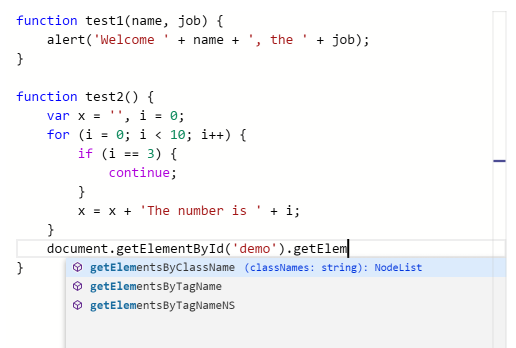 function test1(name, job) {
    alert('Welcome ' + name + ', the ' + job);
}

function test2() {
    var x = '', i = 0;
    for (i = 0; i < 10; i++) {
        if (i == 3) {
            continue;
        }
        x = x + 'The number is ' + i;
    }
    document.getElementById('demo').getElem
}
getElementsByClassName (classNames: string): NodeList
getElementsByTagName
getElementsByTagNameNS